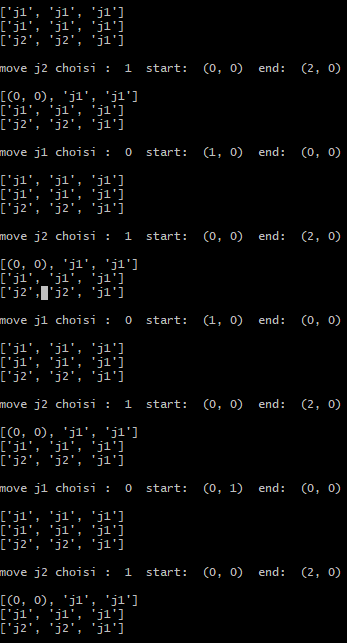 ['j1', 'j1', 'j1']
['j1', 'j1', 'j1']
['j2', 'j2', 'j1']
move j2 choisi :  1  start:  (0, 0)  end:  (2, 0)
[(0, 0), 'j1', 'j1']
['j1', 'j1', 'j1']
['j2', 'j2', 'j1']
move j1 choisi :  0  start:  (1, 0)  end:  (0, 0)
['j1', 'j1', 'j1']
['j1', 'j1', 'j1']
['j2', 'j2', 'j1']
move j2 choisi :  1  start:  (0, 0)  end:  (2, 0)
[(0, 0), 'j1', 'j1']
['j1', 'j1', 'j1']
['j2', 'j2', 'j1']
move j1 choisi :  0  start:  (1, 0)  end:  (0, 0)
['j1', 'j1', 'j1']
['j1', 'j1', 'j1']
['j2', 'j2', 'j1']
move j2 choisi :  1  start:  (0, 0)  end:  (2, 0)
[(0, 0), 'j1', 'j1']
['j1', 'j1', 'j1']
['j2', 'j2', 'j1']
move j1 choisi :  0  start:  (0, 1)  end:  (0, 0)
['j1', 'j1', 'j1']
['j1', 'j1', 'j1']
['j2', 'j2', 'j1']
move j2 choisi :  1  start:  (0, 0)  end:  (2, 0)
[(0, 0), 'j1', 'j1']
['j1', 'j1', 'j1']
['j2', 'j2', 'j1']